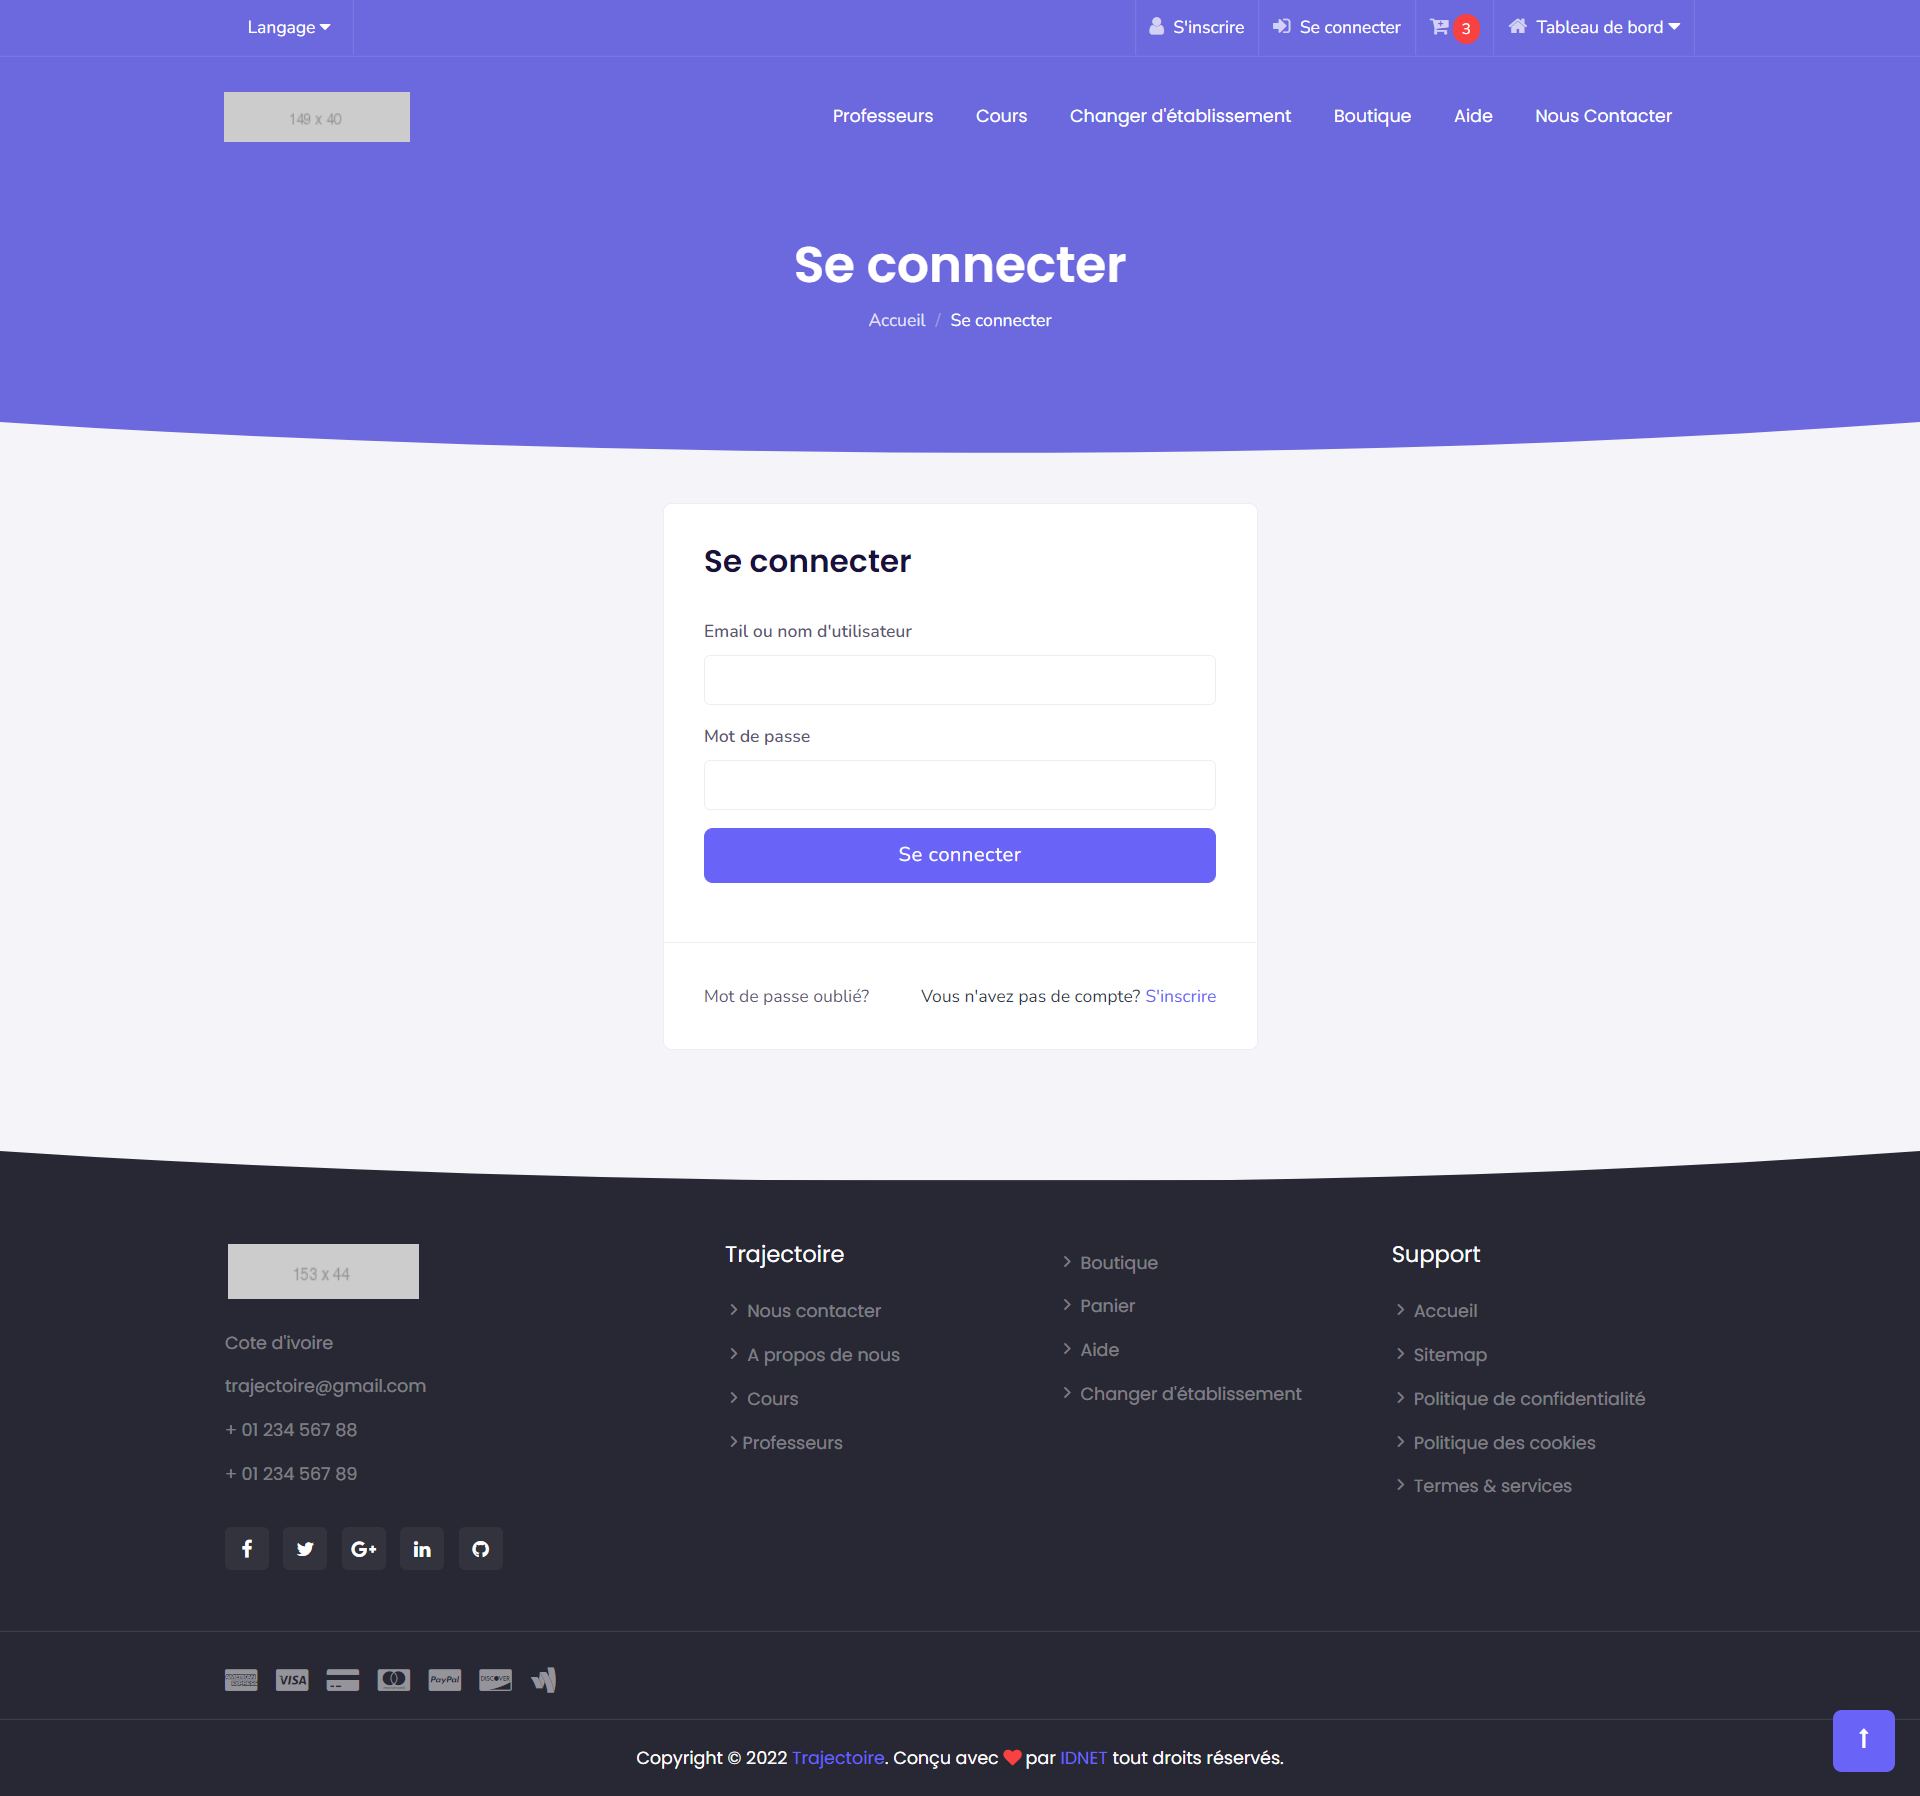 Langage
S'inscrire
Se connecter
3
Tableau de bord
149 x 40
Professeurs
Cours
Changer d'établissement
Boutique
Aide
Nous Contacter
Se connecter
Accueil / Se connecter
Se connecter
Email ou nom d'utilisateur
Mot de passe
Se connecter
Mot de passe oublié?
Vous n'avez pas de compte? S'inscrire
153 x 44
Cote d'ivoire
trajectoire@gmail.com
+ 01 234 567 88
+ 01 234 567 89
Trajectoire
Nous contacter
A propos de nous
Cours
Professeurs
Boutique
Panier
Aide
Changer d'établissement
Support
Accueil
Sitemap
Politique de confidentialité
Politique des cookies
Termes & services
AMERICAN EXPRESS
VISA
PayPal
DISCOVER
Copyright © 2022 Trajectoire. Conçu avec ❤ par IDNET tout droits réservés.